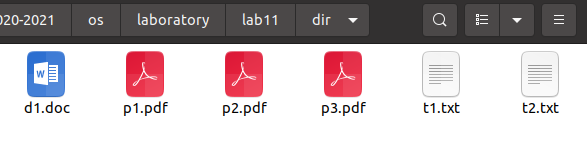 020-2021 os laboratory lab11 dir
W
d1.doc p1.pdf p2.pdf p3.pdf t1.txt t2.txt